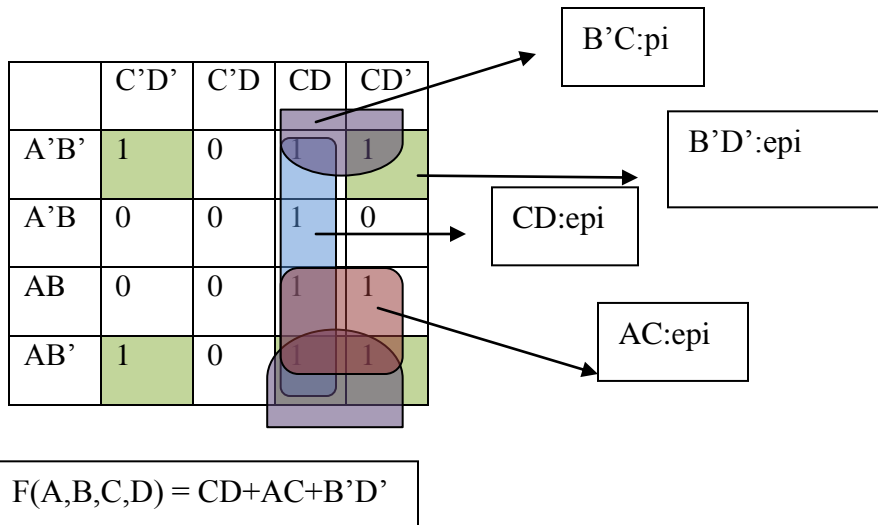 B’C:pi
C’D’ C’D CD CD’
A’B’ 1 0 1 1
B’D’:epi
A’B 0 0 1 0
CD:epi
AB 0 0 1 1
AC:epi
AB’ 1 0 1 1
F(A,B,C,D) = CD+AC+B’D’